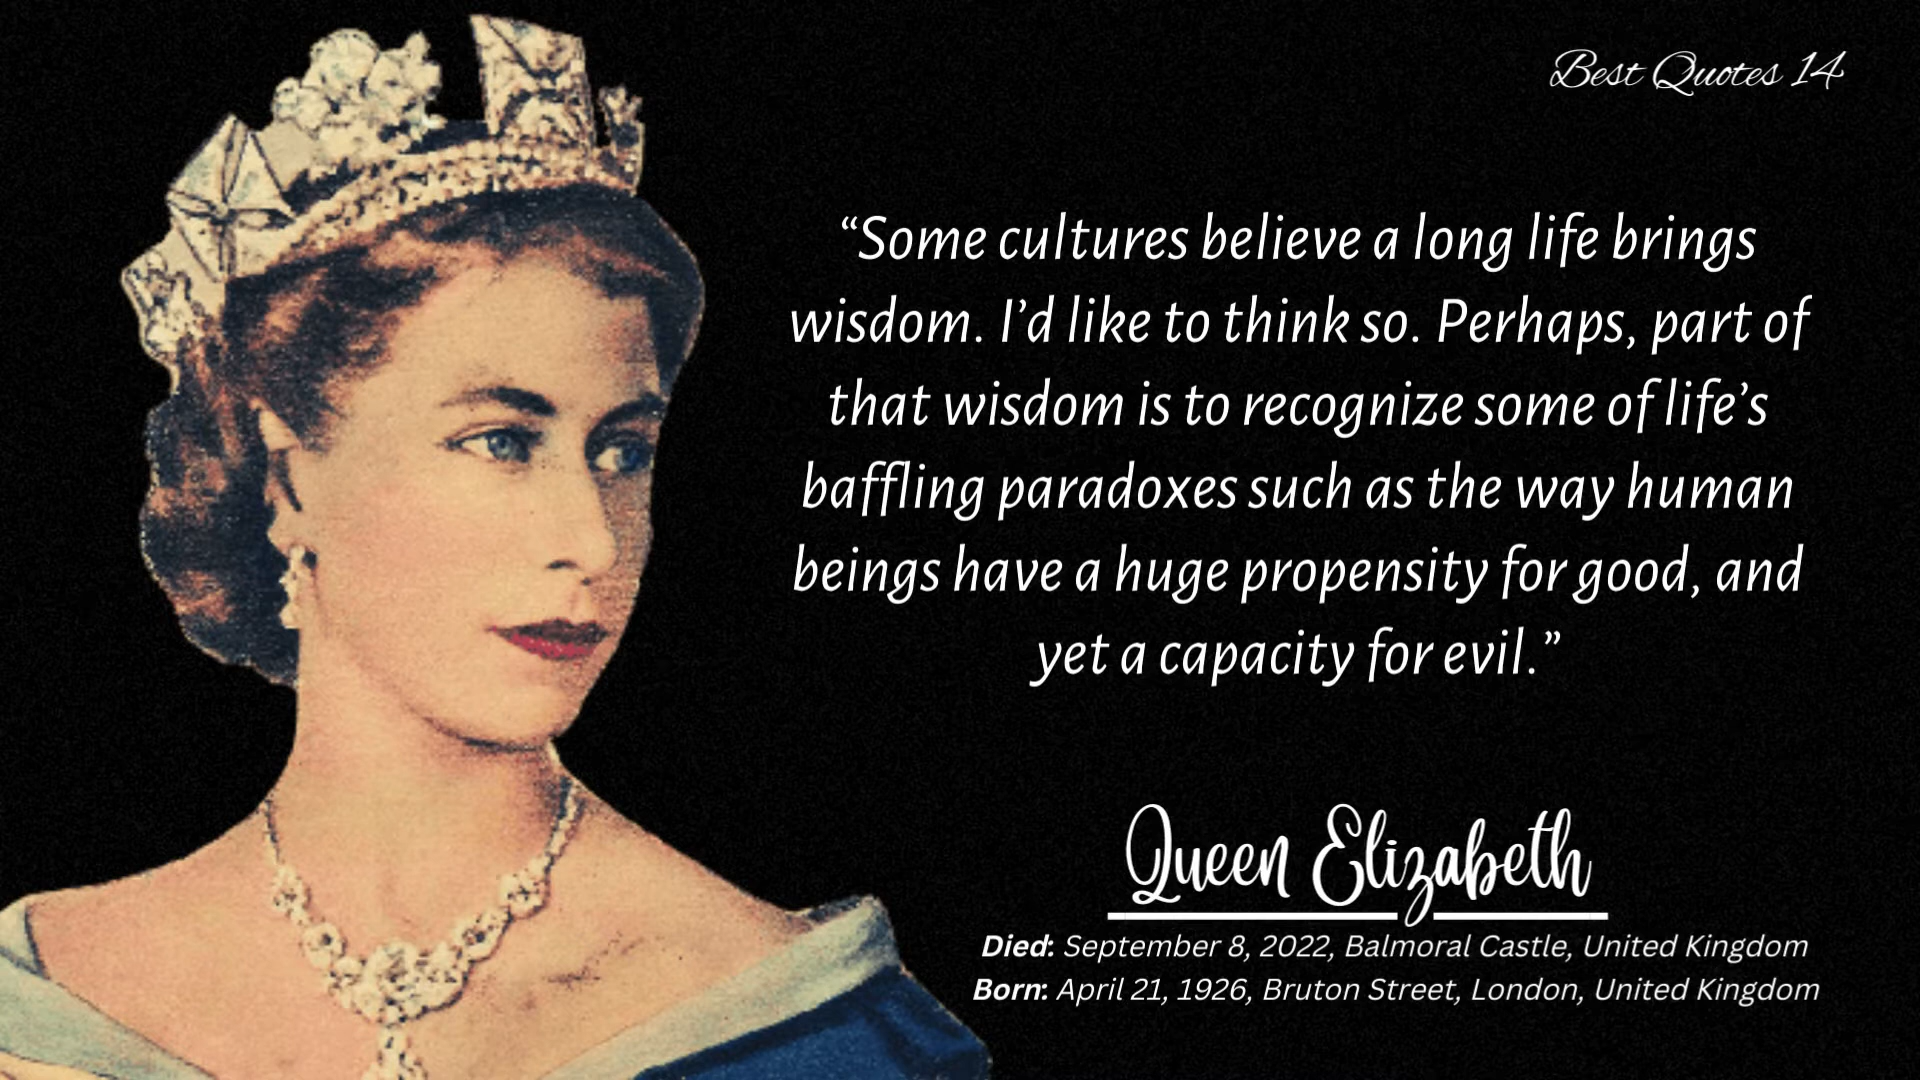 Best Quotes 14
“Some cultures believe a long life brings
wisdom. I’d like to think so. Perhaps, part of
that wisdom is to recognize some of life’s
baffling paradoxes such as the way human
beings have a huge propensity for good, and
yet a capacity for evil.”
Queen Elizabeth
Died: September 8, 2022, Balmoral Castle, United Kingdom
Born: April 21, 1926, Bruton Street, London, United Kingdom